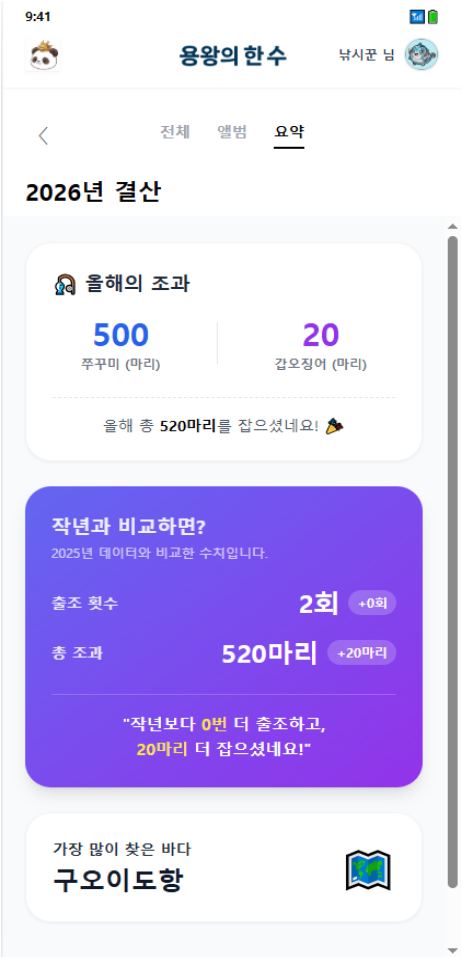 9:41
용왕의 한 수
낚시꾼 님
전체 앨범 요약
2026년 결산
올해의 조과
500 20
쭈꾸미 (마리) 갑오징어 (마리)
올해 총 520마리를 잡으셨네요!
작년과 비교하면?
2025년 데이터와 비교한 수치입니다.
출조 횟수 2회 +0회
총 조과 520마리 +20마리
"작년보다 0번 더 출조하고,
20마리 더 잡으셨네요!"
가장 많이 찾은 바다
구오이도항